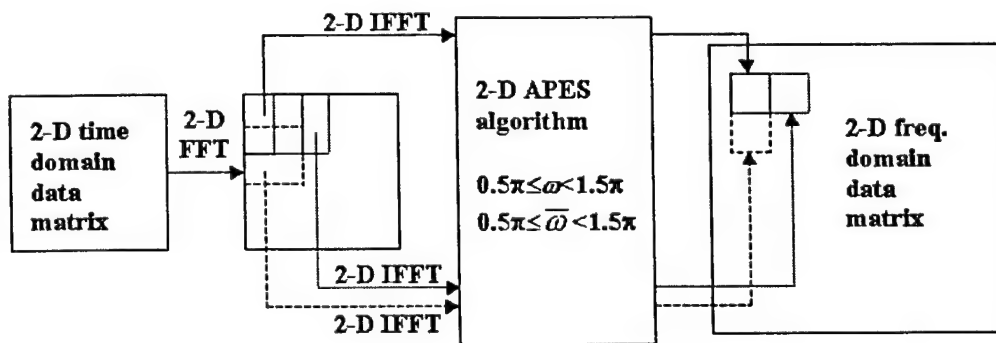 2-D IFFT
2-D time
domain
data
matrix
2-D
FFT
2-D APES
algorithm
0.5π≤ω<1.5π
0.5π≤ω̅<1.5π
2-D freq.
domain
data
matrix
2-D IFFT
2-D IFFT